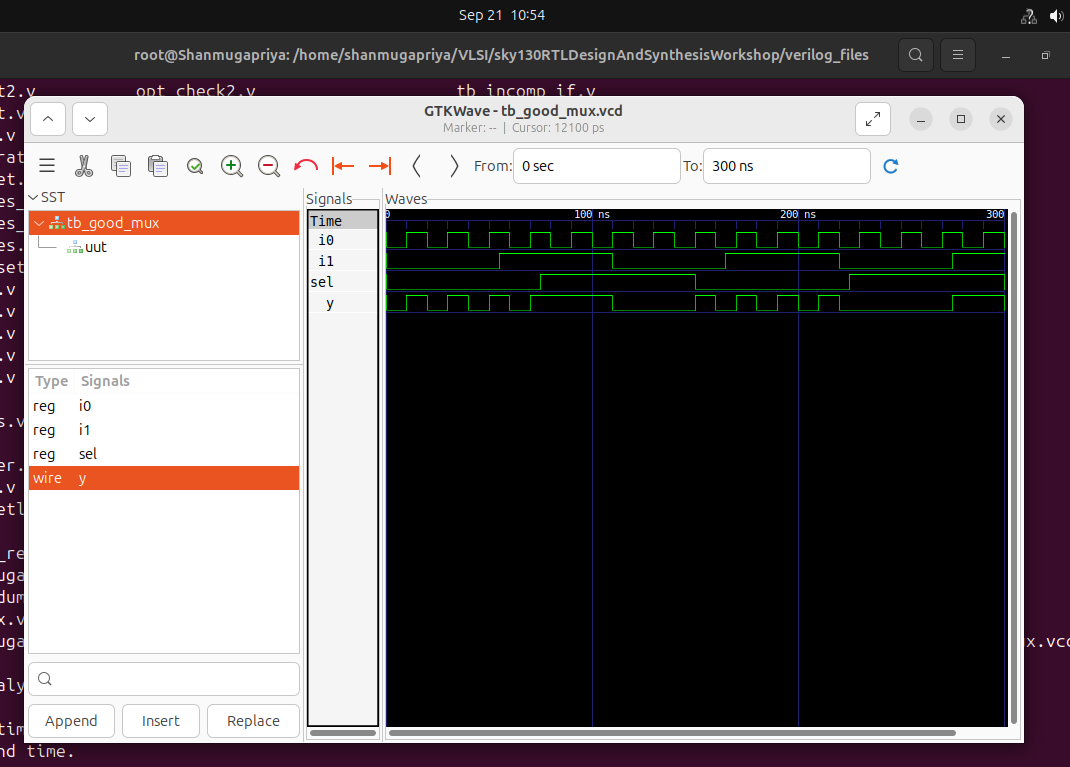 Sep 21 10:54
root@Shanmugapriya: /home/shanmugapriya/VLSI/sky130RTLDesignAndSynthesisWorkshop/verilog_files
t2.v opt_check2.v tb_incomp_if.v
GTKWave - tb_good_mux.vcd
Marker: -- | Cursor: 12100 ps
From: 0 sec To: 300 ns
SST
tb_good_mux
uut
Type Signals
reg i0
reg i1
reg sel
wire y
Append Insert Replace
Signals
Time
i0
i1
sel
y
Waves
0 100 ns 200 ns 300
t.v
.v
rat
et.
es_
es_
es.
set
.v
.v
.v
.v
.v
s.v
er.
.v
etl
_re
uga
dum
x.v
uga x.vcd
aly
tim
nd time.